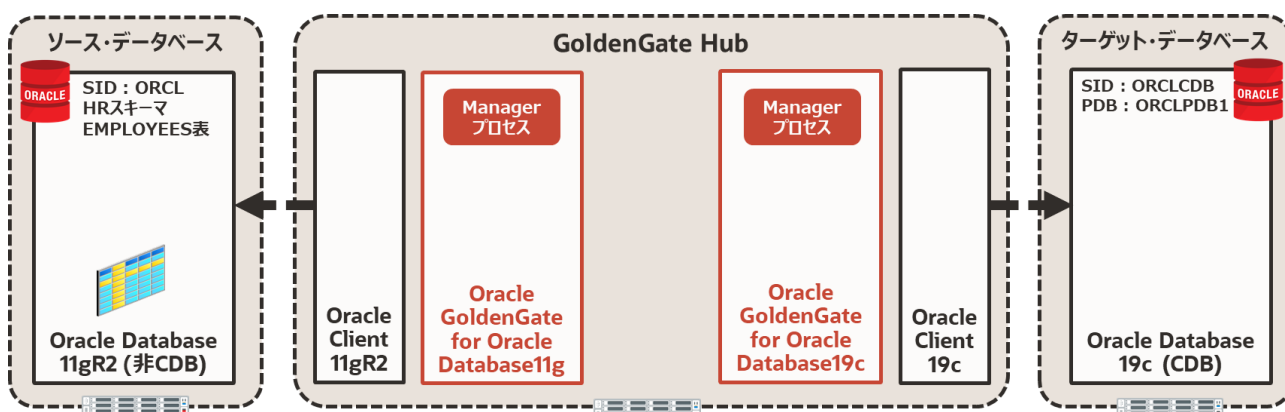 ソース・データベース
ORACLE
SID : ORCL
HRスキーマ
EMPLOYEES表
Oracle Database
11gR2 (非CDB)
GoldenGate Hub
Oracle
Client
11gR2
Manager
プロセス
Oracle
GoldenGate
for Oracle
Database11g
Manager
プロセス
Oracle
GoldenGate
for Oracle
Database19c
Oracle
Client
19c
ターゲット・データベース
SID : ORCLCDB
PDB : ORCLPDB1
ORACLE
Oracle Database
19c (CDB)